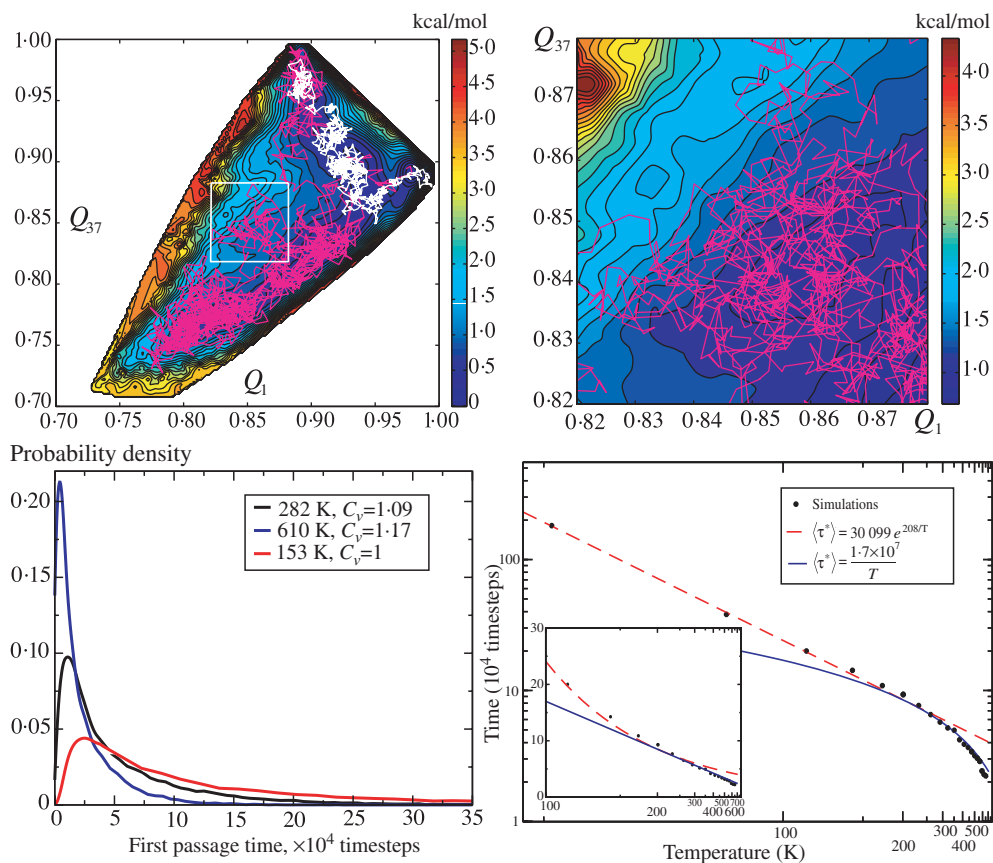 kcal/mol
1·00
0·95
0·90
0·85
0·80
0·75
0·70
Q37
0·70 0·75 0·80 0·85 0·90 0·95 1·00
Q1
5·0
4·5
4·0
3·5
3·0
2·5
2·0
1·5
1·0
0·5
0
kcal/mol
Q37
0·87
0·86
0·85
0·84
0·83
0·82
0·82 0·83 0·84 0·85 0·86 0·87 Q1
4·0
3·5
3·0
2·5
2·0
1·5
1·0
Probability density
0·20
0·15
0·10
0·05
0
0 5 10 15 20 25 30 35
First passage time, ×10⁴ timesteps
282 K, Cv=1·09
610 K, Cv=1·17
153 K, Cv=1
Time (10⁴ timesteps)
100
10
1
Simulations
⟨τ*⟩ = 30 099 e^208/T
⟨τ*⟩ = 1·7×10⁷
T
30
20
10
0
100 200 300 400 500 600 700
100 200 300 400 500
Temperature (K)